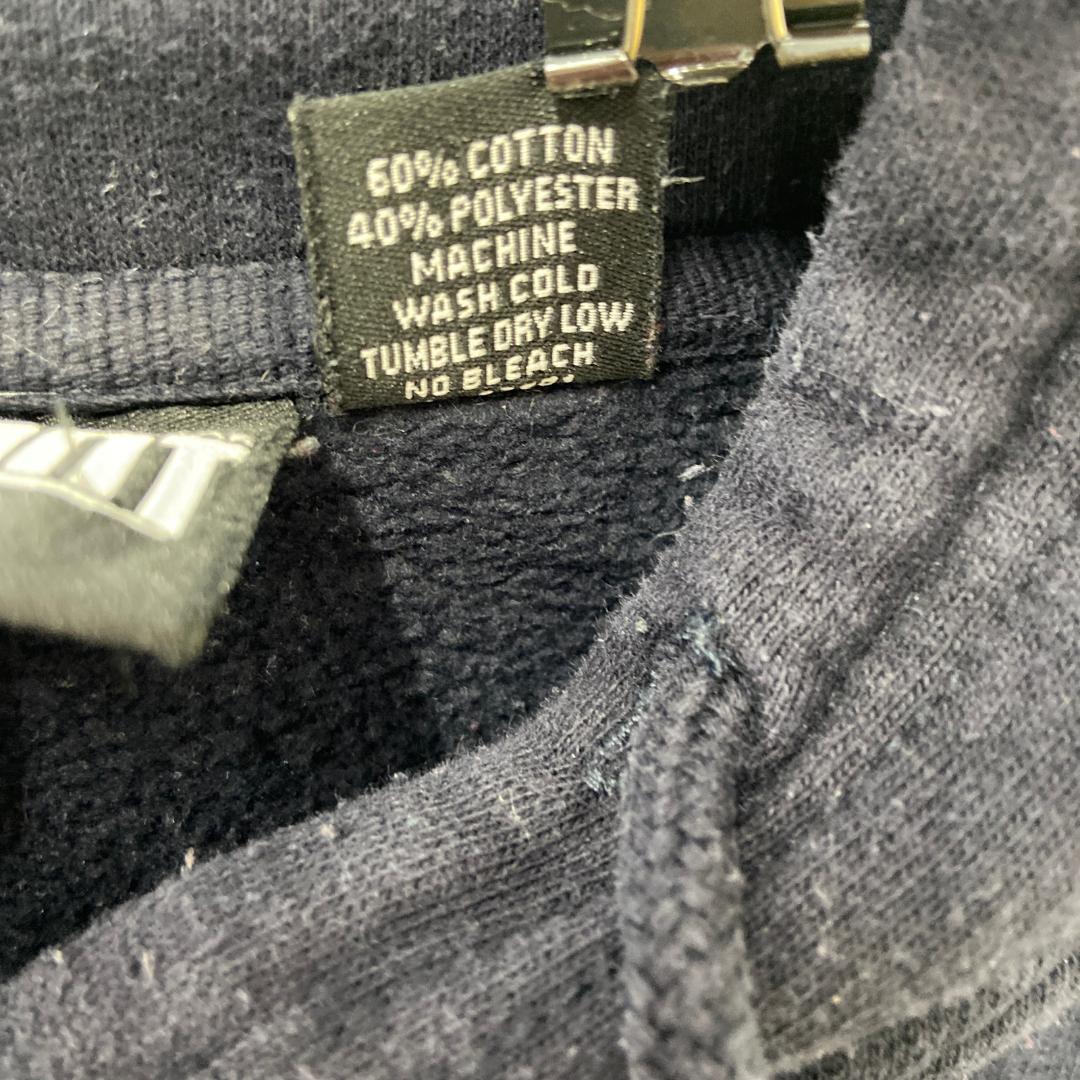 60% COTTON
40% POLYESTER
MACHINE
WASH COLD
TUMBLE DRY LOW
NO BLEACH